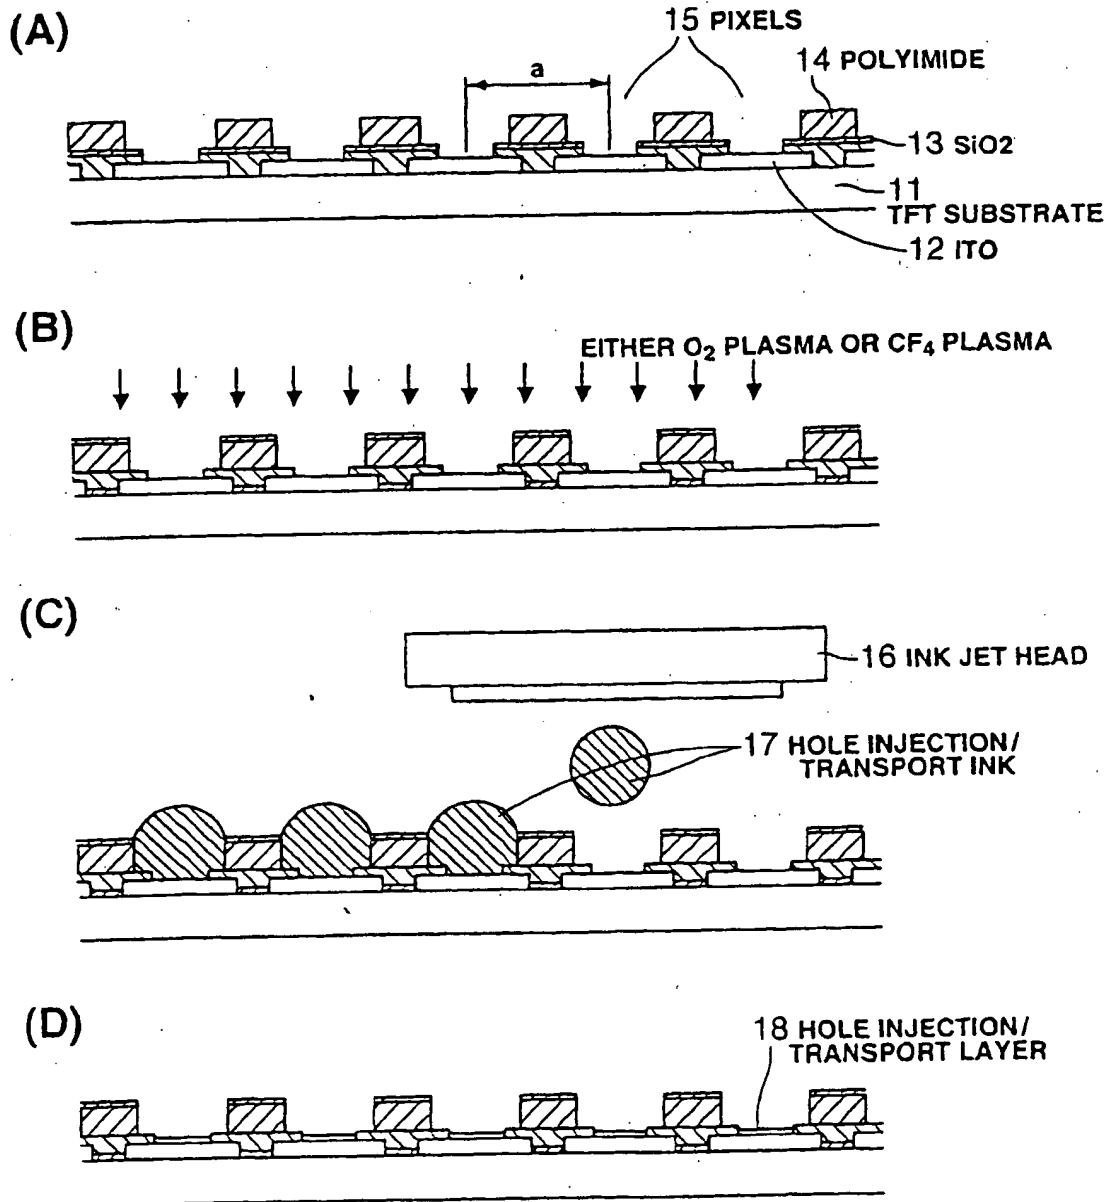 (A)
15 PIXELS
14 POLYIMIDE
a
13 SiO2
11
TFT SUBSTRATE
12 ITO
(B)
EITHER O₂ PLASMA OR CF₄ PLASMA
(C)
16 INK JET HEAD
17 HOLE INJECTION/
TRANSPORT INK
(D)
18 HOLE INJECTION/
TRANSPORT LAYER